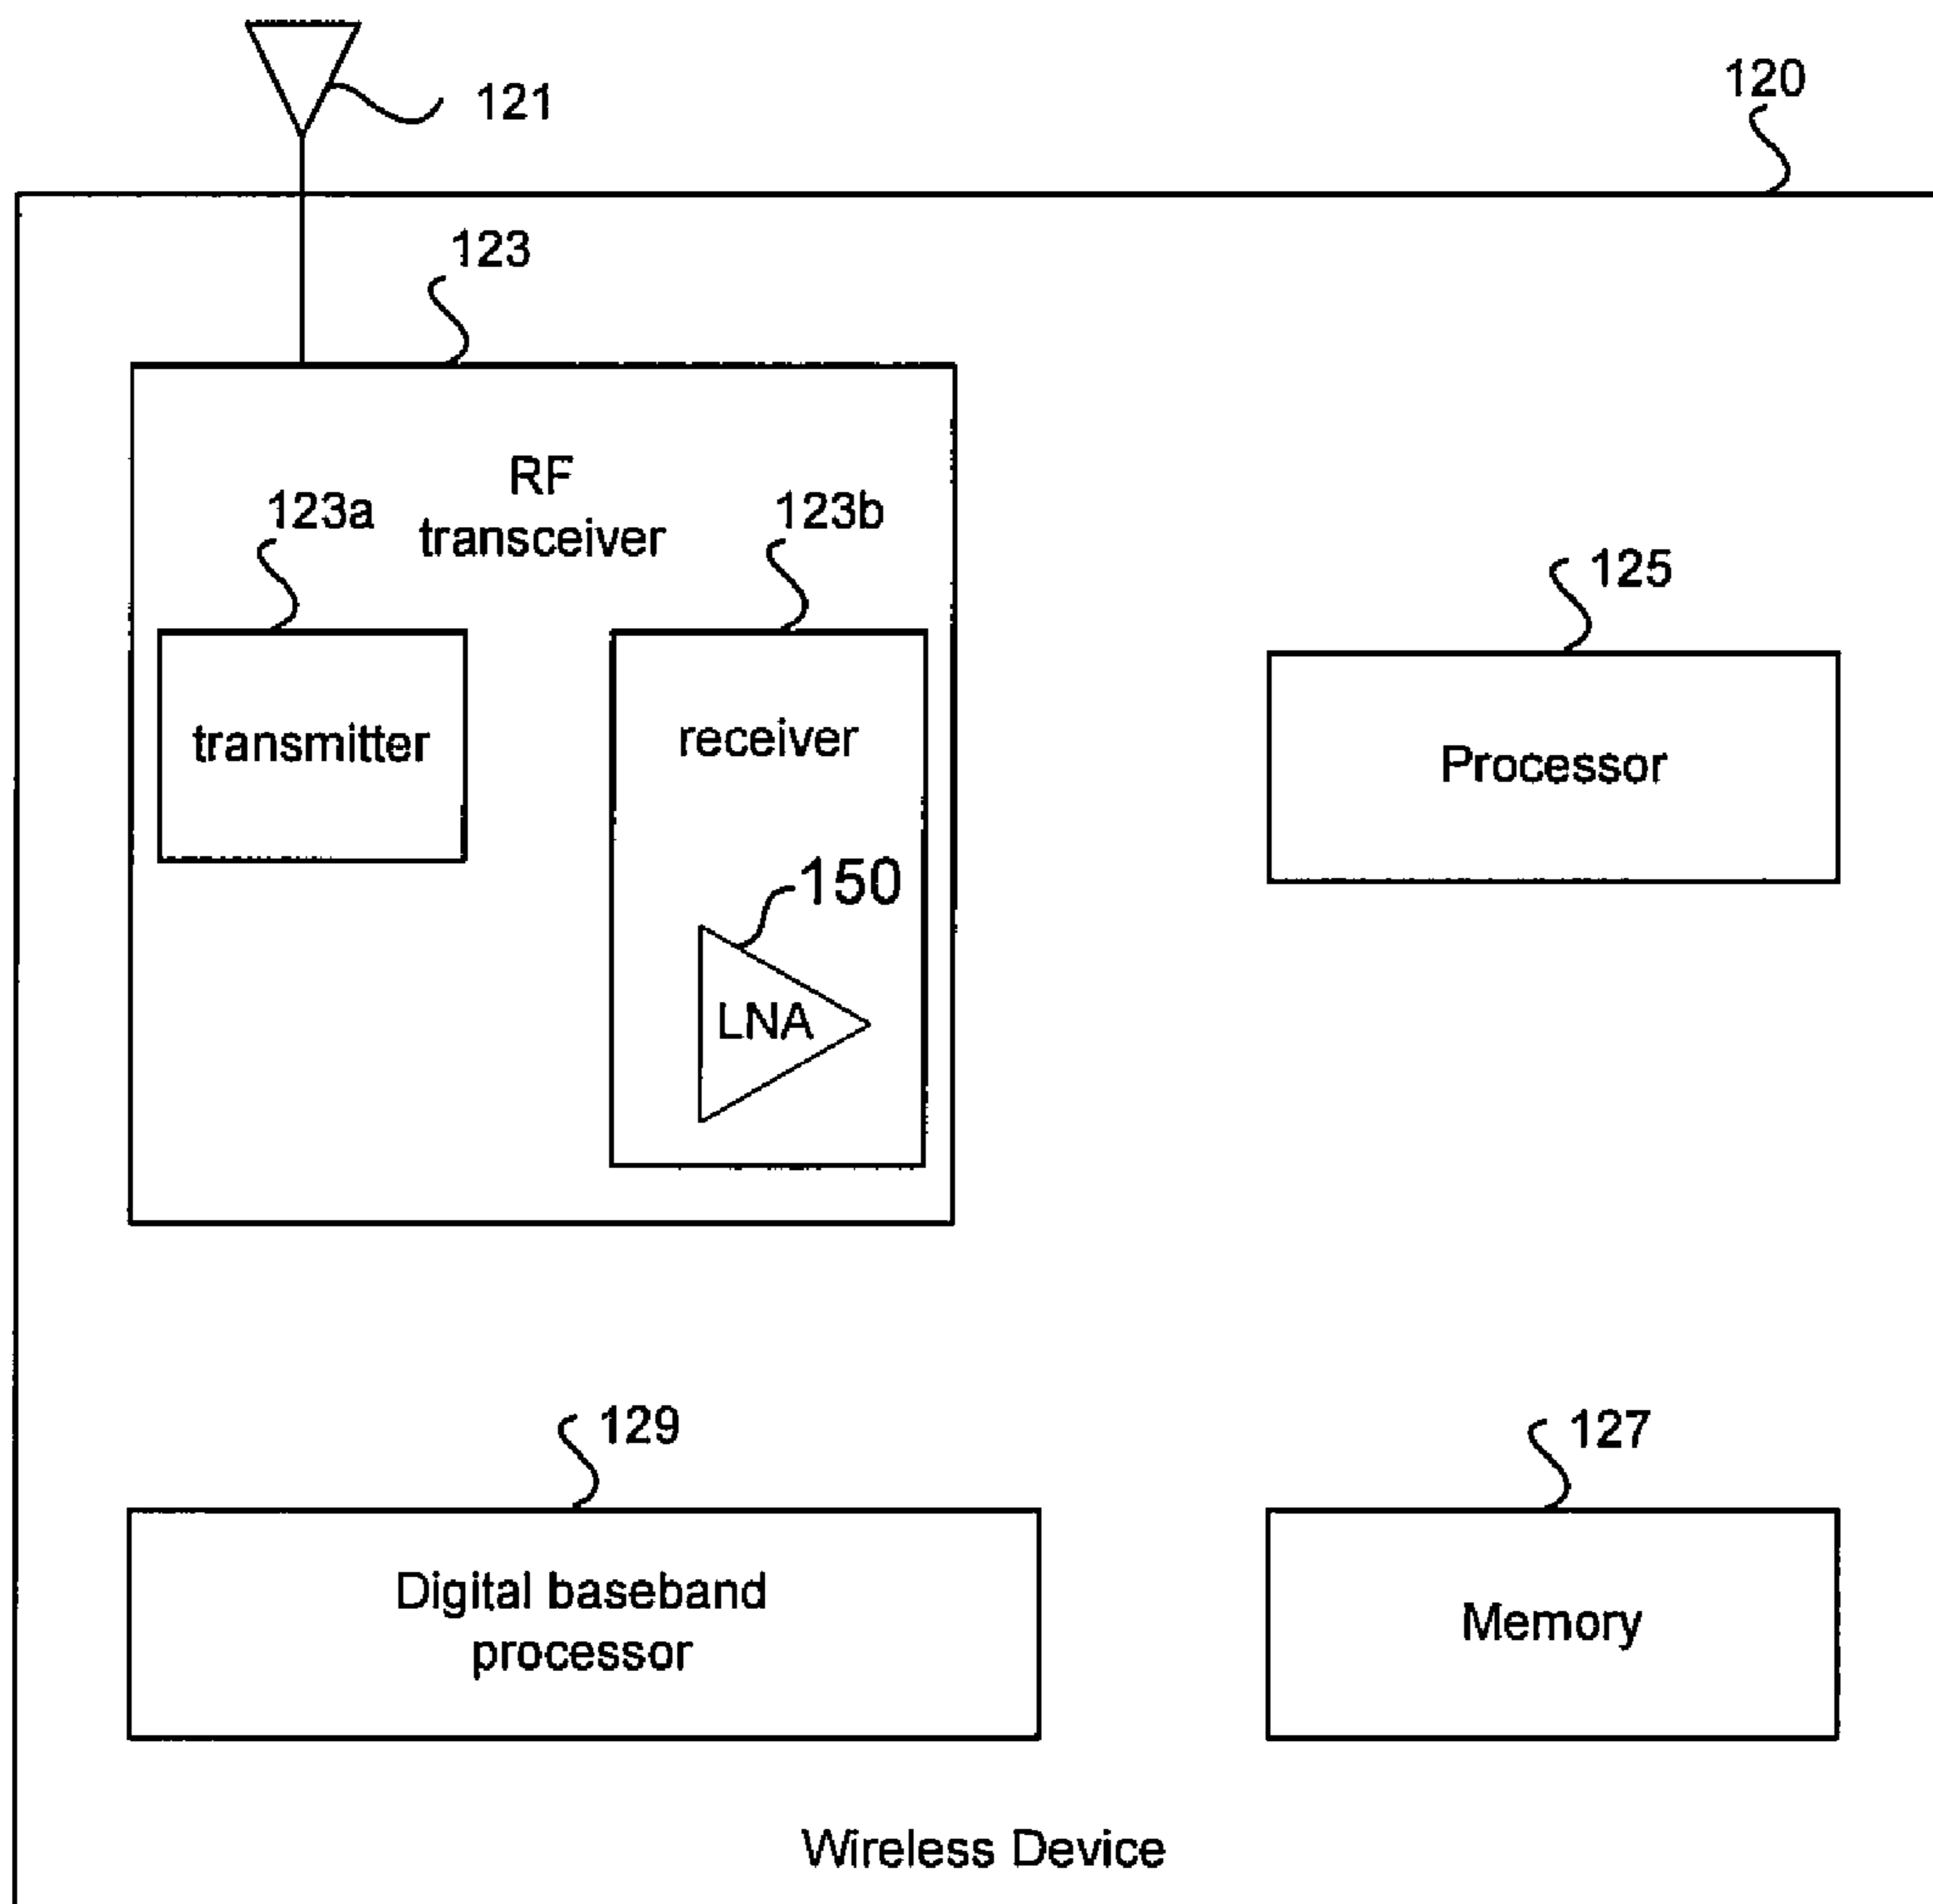 121
120
123
RF
transceiver
123a
123b
125
transmitter
receiver
Processor
150
LNA
129
127
Digital baseband
processor
Memory
Wireless Device